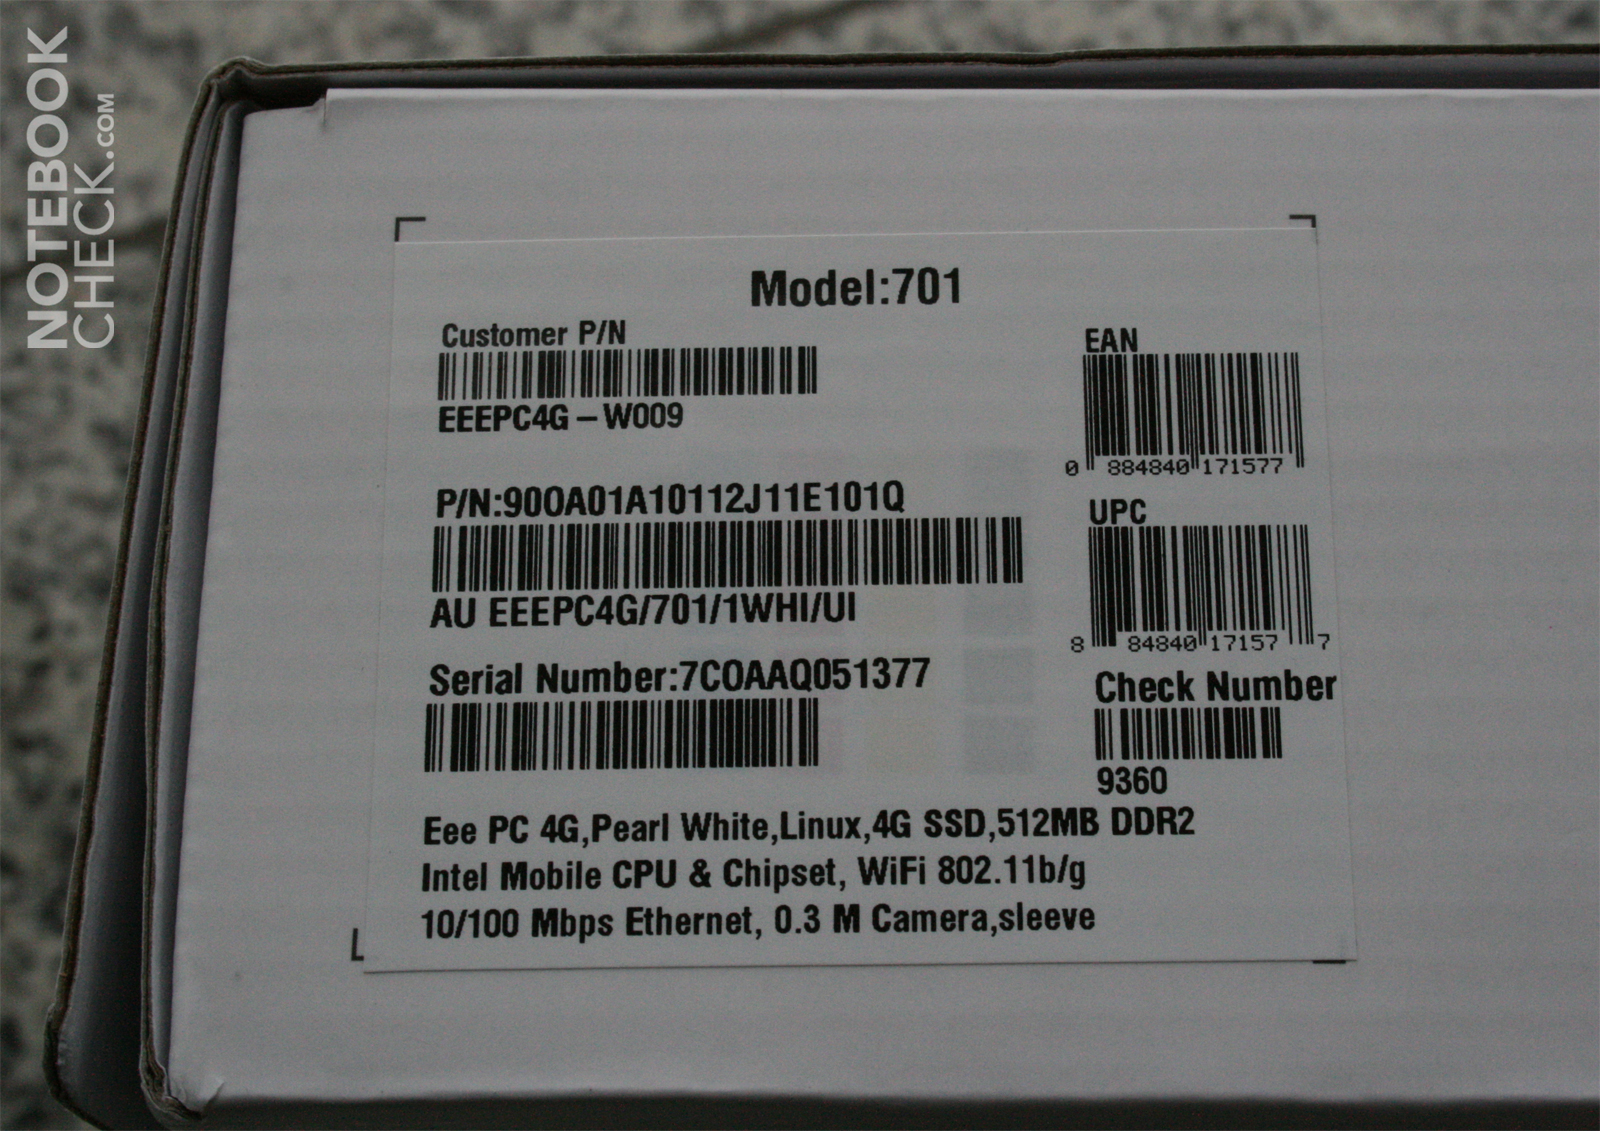 NOTEBOOK
CHECK.COM
Model:701
Customer P/N
EEEPC4G-W009
P/N:90OA01A10112J11E101Q
AU EEEPC4G/701/1WHI/UI
Serial Number:7COAAQ051377
EAN
0 884840 171577
UPC
8 84840 17157 7
Check Number
9360
Eee PC 4G,Pearl White,Linux,4G SSD,512MB DDR2
Intel Mobile CPU & Chipset, WiFi 802.11b/g
10/100 Mbps Ethernet, 0.3 M Camera,sleeve